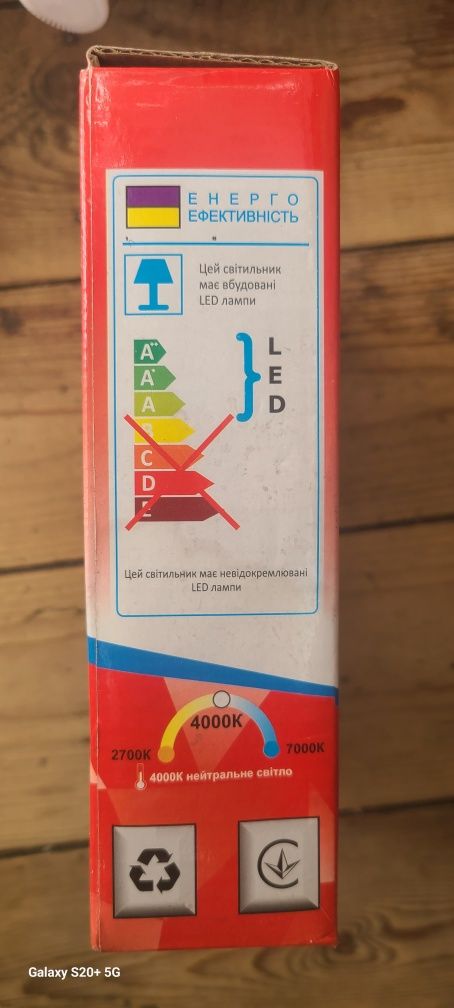 ЕНЕРГО
ЕФЕКТИВНІСТЬ
Цей світильник
має вбудовані
LED лампи
A++
A+
A
B
C
D
E
L
E
D
Цей світильник має невідокремлювані
LED лампи
4000K
2700K
7000K
4000K нейтральне світло
Galaxy S20+ 5G